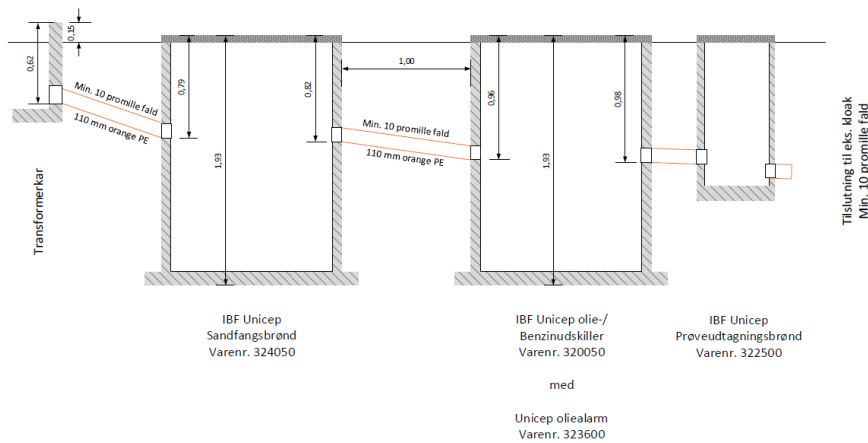 0,15
0,62
Min. 10 promille fald
110 mm orange PE
0,79
1,93
0,82
1,00
Min. 10 promille fald
110 mm orange PE
0,96
1,93
0,98
Transformerkar
Tilslutning til eks. kloak
Min. 10 promille fald
IBF Unicep
Sandfangsbrønd
Varenr. 324050
IBF Unicep olie-/
Benzinudskiller
Varenr. 320050
med
Unicep oliealarm
Varenr. 323600
IBF Unicep
Prøveudtagningsbrønd
Varenr. 322500